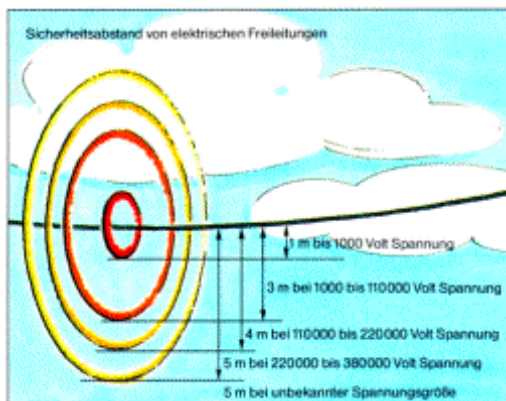 Sicherheitsabstand von elektrischen Freileitungen
1 m bis 1000 Volt Spannung
3 m bei 1000 bis 110000 Volt Spannung
4 m bei 110000 bis 220000 Volt Spannung
5 m bei 220000 bis 380000 Volt Spannung
5 m bei unbekannter Spannungsgröße